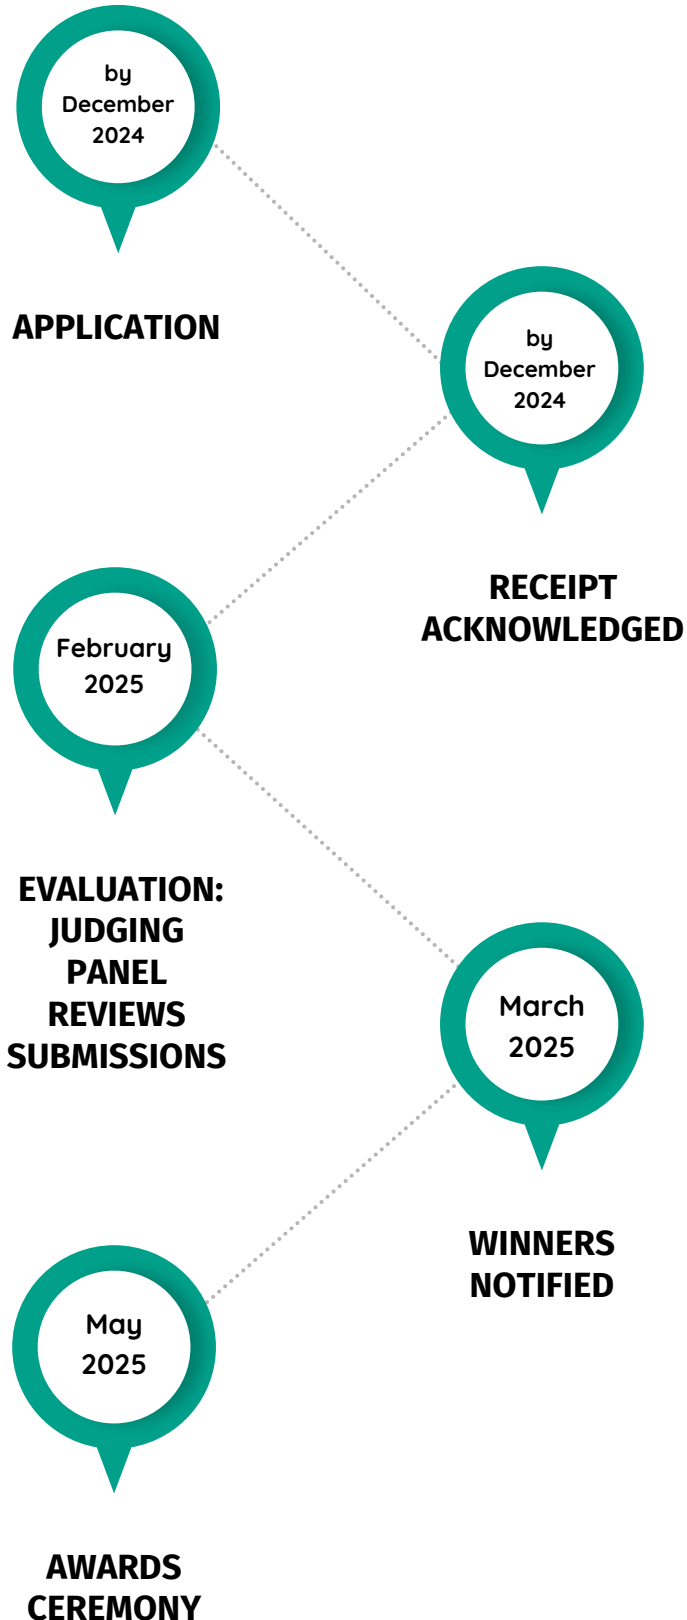 by
December
2024
APPLICATION
by
December
2024
RECEIPT
ACKNOWLEDGED
February
2025
EVALUATION:
JUDGING
PANEL
REVIEWS
SUBMISSIONS
March
2025
WINNERS
NOTIFIED
May
2025
AWARDS
CEREMONY